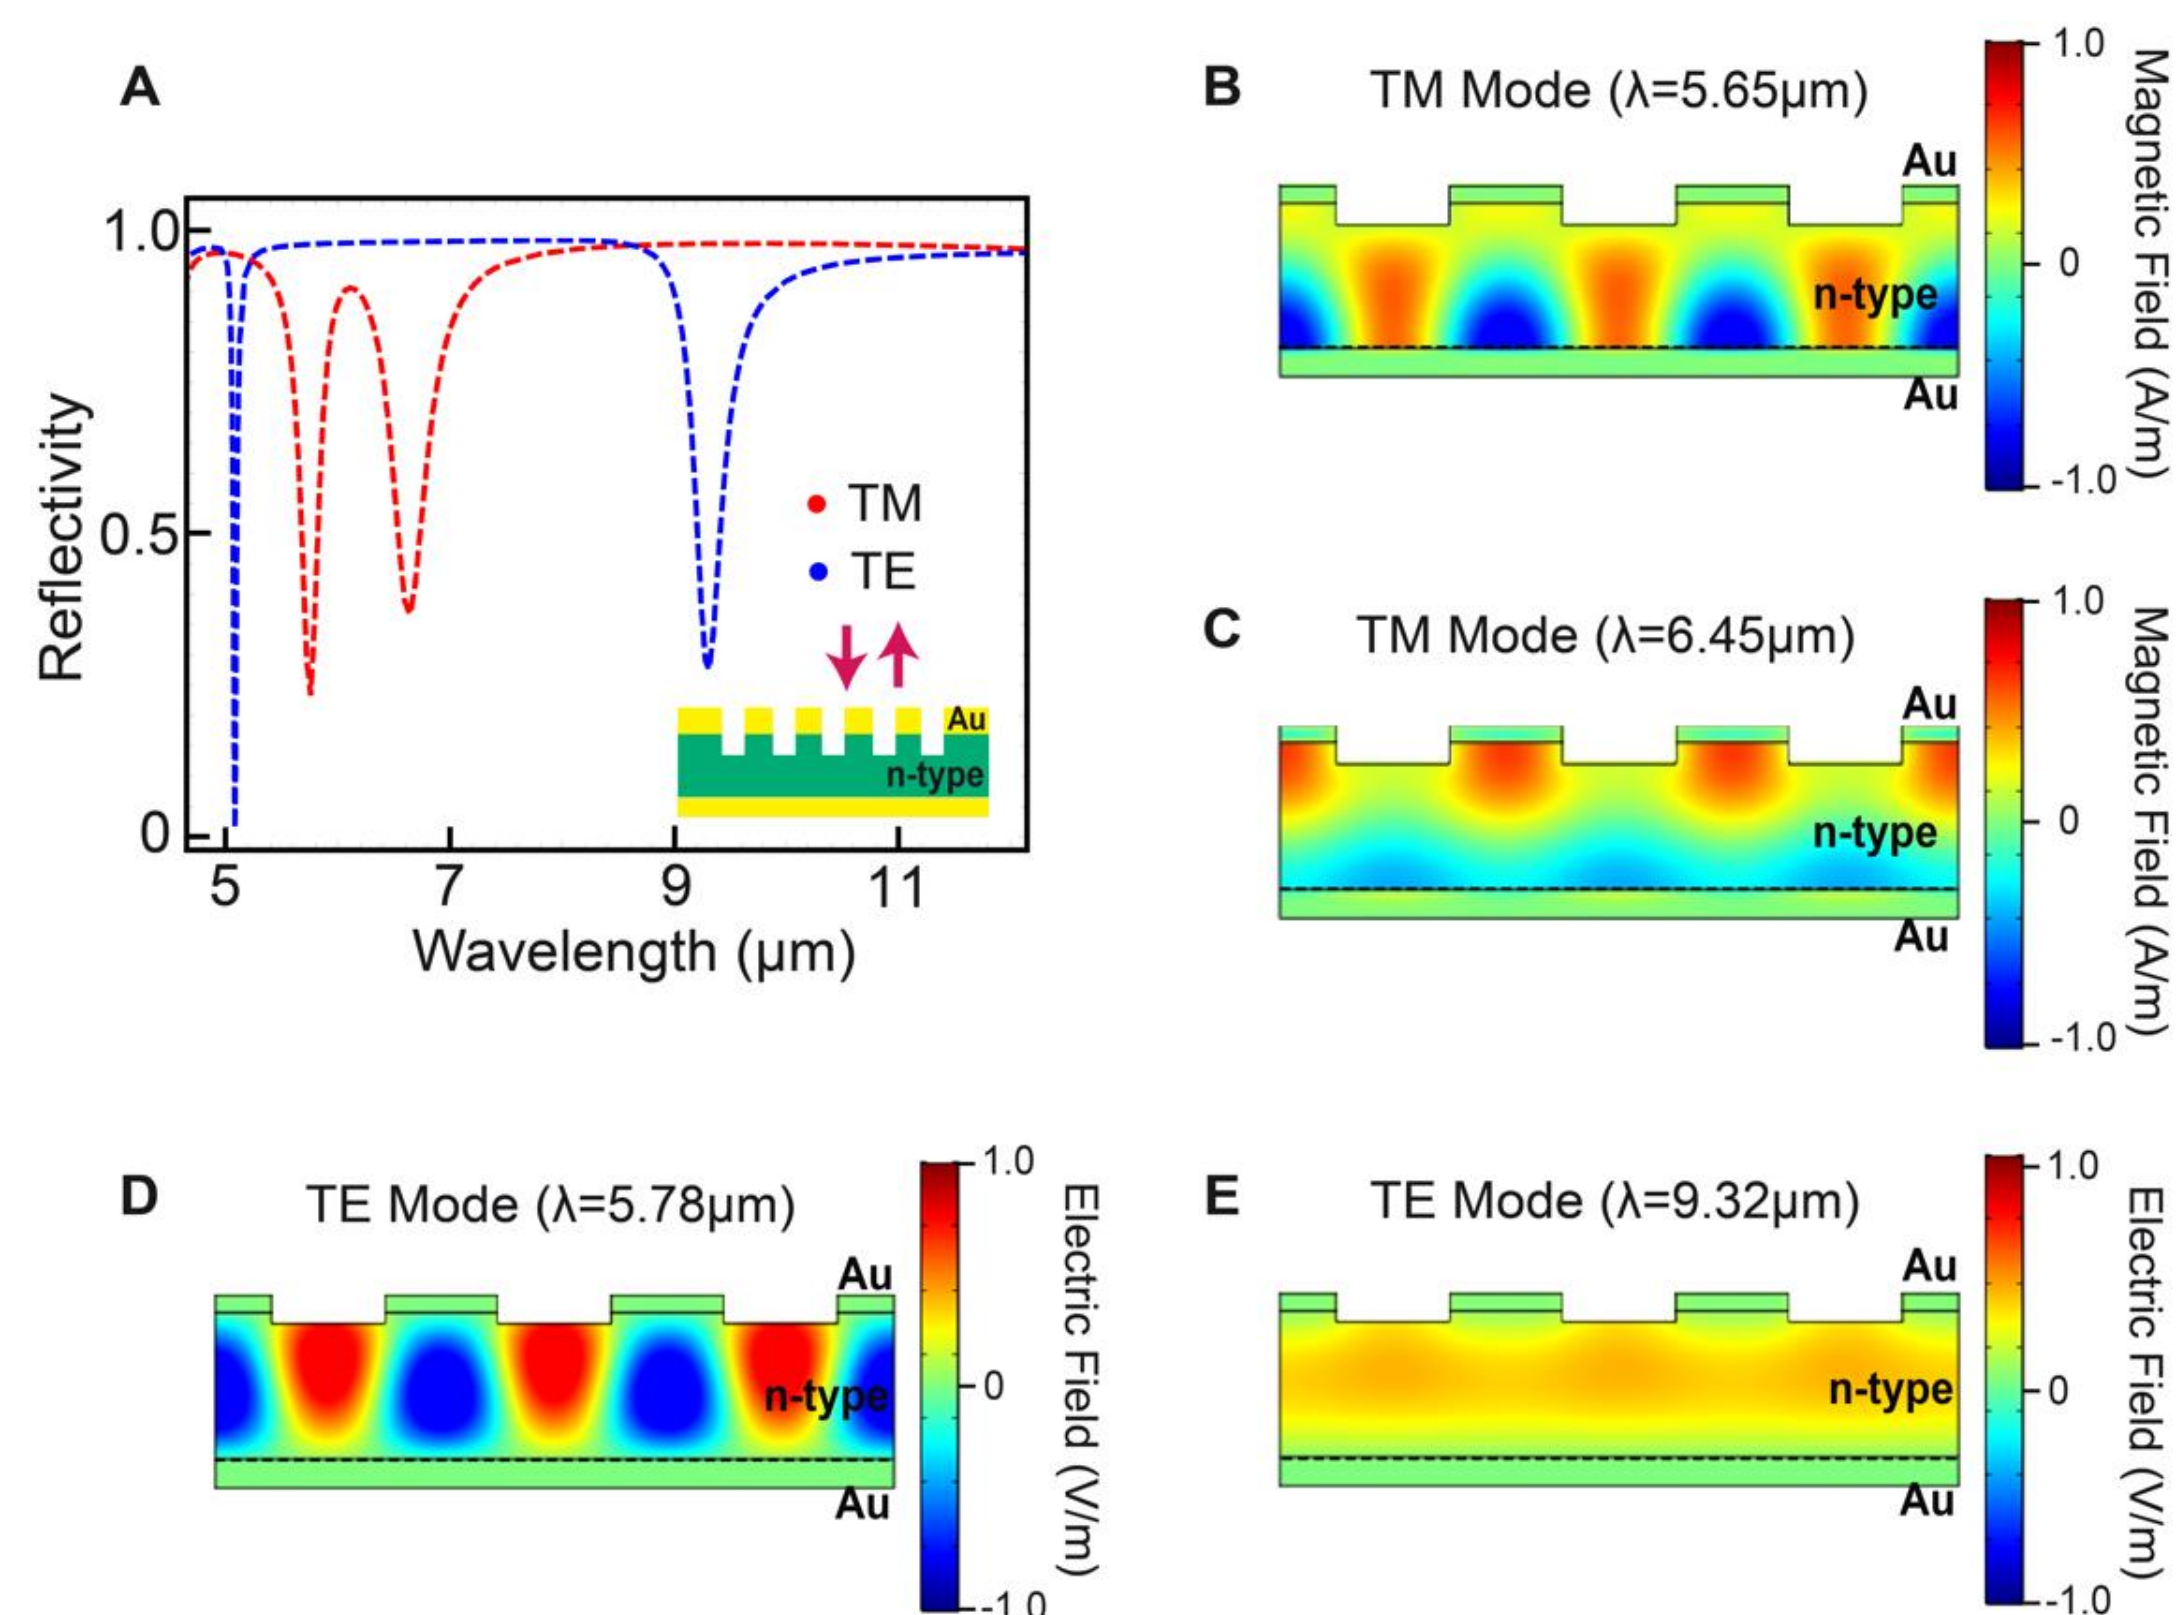 A
1.0
0.5
0
Reflectivity
5 7 9 11
Wavelength (µm)
TM
TE
Au
n-type
B
TM Mode (λ=5.65µm)
Au
n-type
Au
1.0
0
-1.0
Magnetic Field (A/m)
C
TM Mode (λ=6.45µm)
Au
n-type
Au
1.0
0
-1.0
Magnetic Field (A/m)
D
TE Mode (λ=5.78µm)
Au
n-type
Au
1.0
0
-1.0
Electric Field (V/m)
E
TE Mode (λ=9.32µm)
Au
n-type
Au
1.0
0
-1.0
Electric Field (V/m)